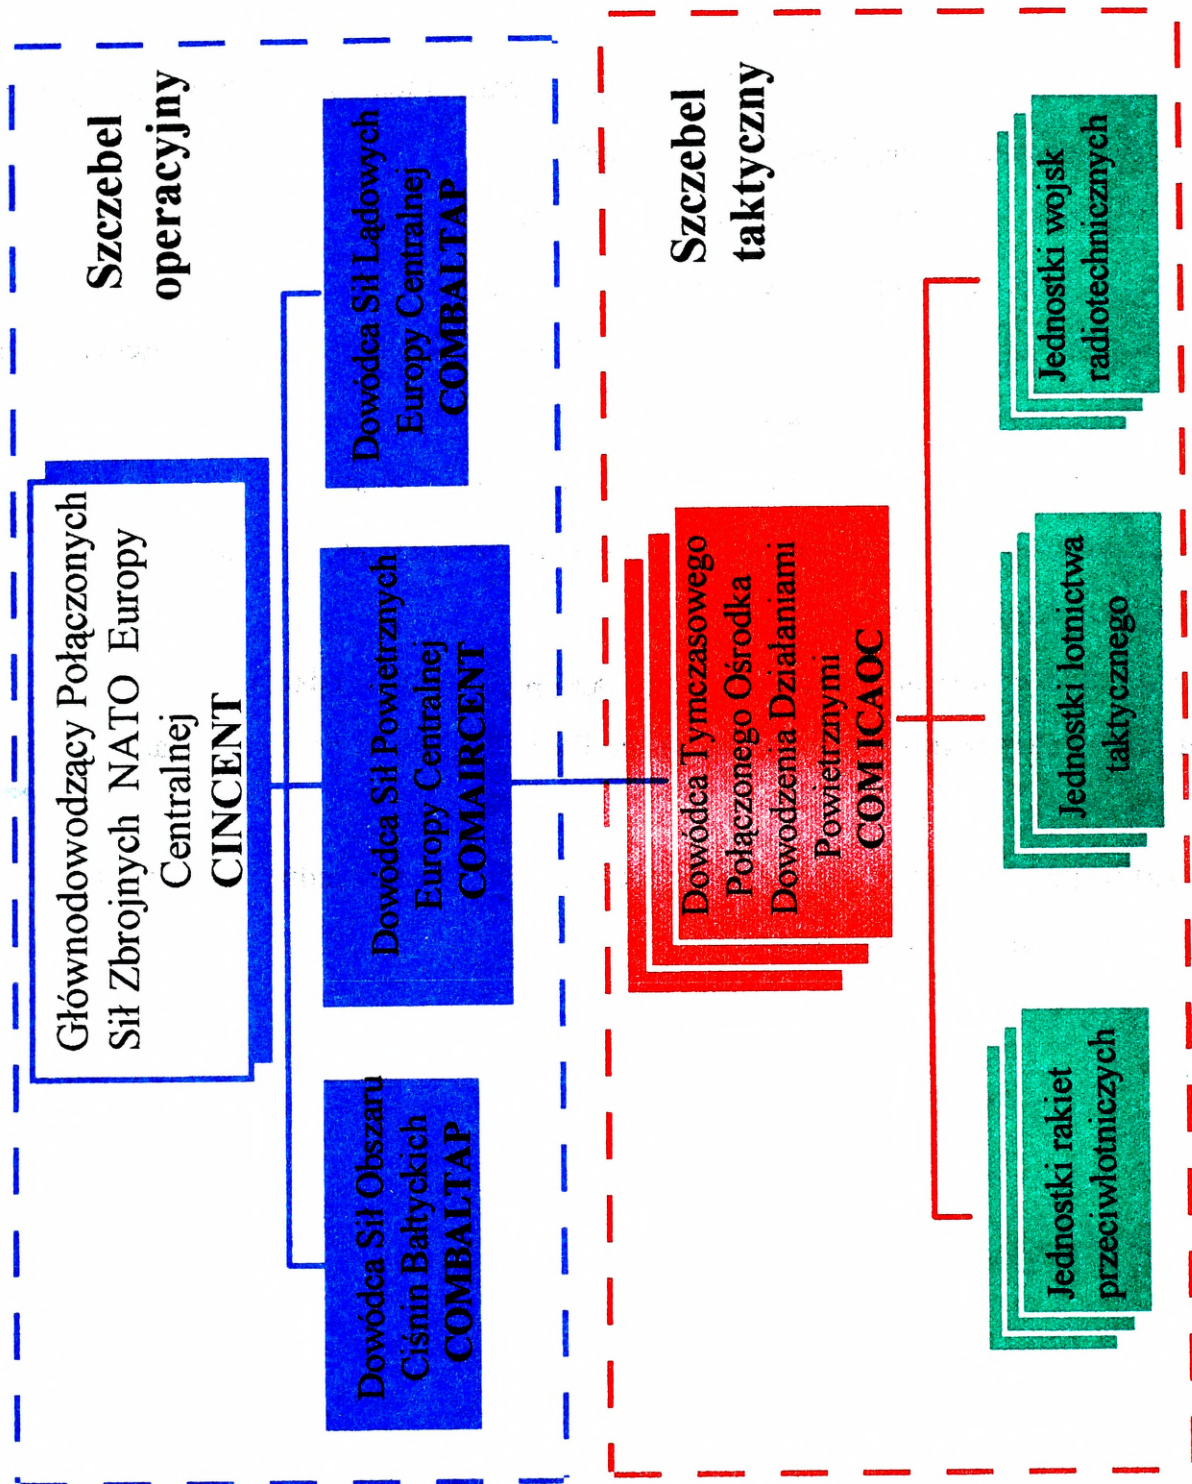 Szczebel
operacyjny
Głównodowodzący Połączonych
Sił Zbrojnych NATO Europy
Centralnej
CINCENT
Dowódca Sił Obszaru
Ciśnin Bałtyckich
COMBALTAP
Dowódca Sił Powietrznych
Europy Centralnej
COMAIRCENT
Dowódca Sił Lądowych
Europy Centralnej
COMBALTAP
Szczebel
taktyczny
Dowódca Tymczasowego
Połączonego Ośrodka
Dowodzenia Działaniami
Powietrznymi
COM ICAOC
Jednostki rakiet
przeciwlotniczych
Jednostki lotnictwa
taktycznego
Jednostki wojsk
radiotechnicznych